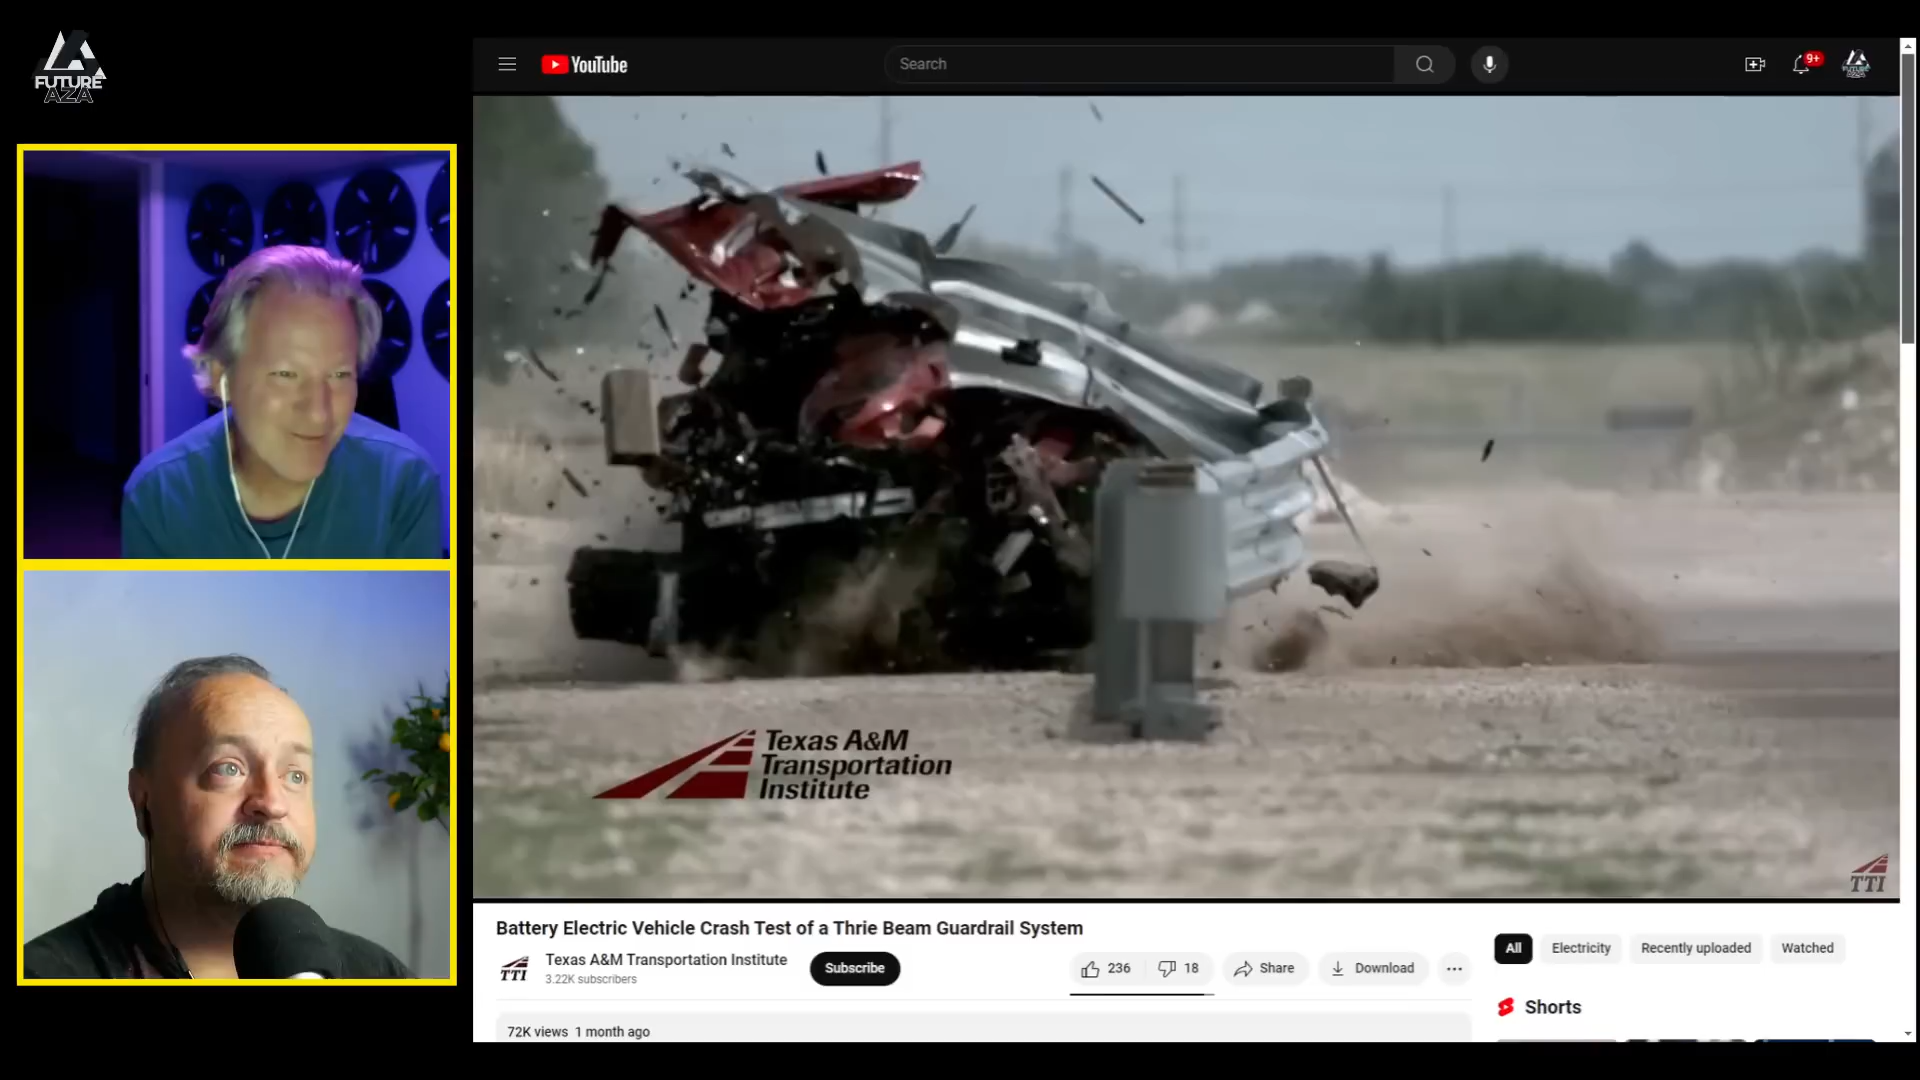 FUTURE
AZA
YouTube
Search
9+
Texas A&M
Transportation
Institute
TTI
Battery Electric Vehicle Crash Test of a Thrie Beam Guardrail System
TTI
Texas A&M Transportation Institute
3.22K subscribers
Subscribe
236
18
Share
Download
All
Electricity
Recently uploaded
Watched
Shorts
72K views 1 month ago